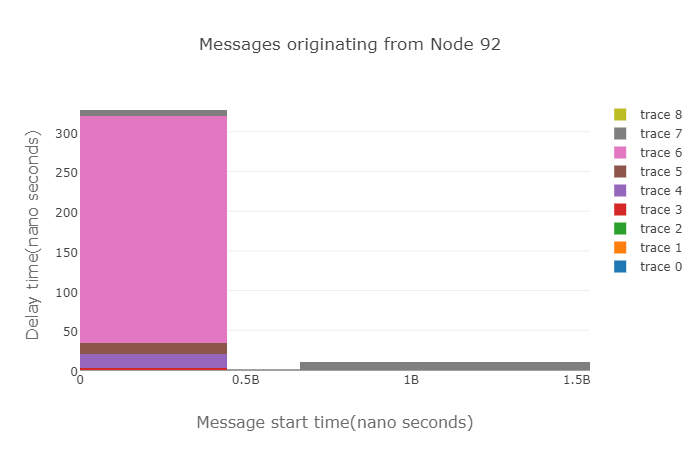 Messages originating from Node 92
Delay time(nano seconds)
300
250
200
150
100
50
0
0
0.5B
1B
1.5B
Message start time(nano seconds)
trace 8
trace 7
trace 6
trace 5
trace 4
trace 3
trace 2
trace 1
trace 0